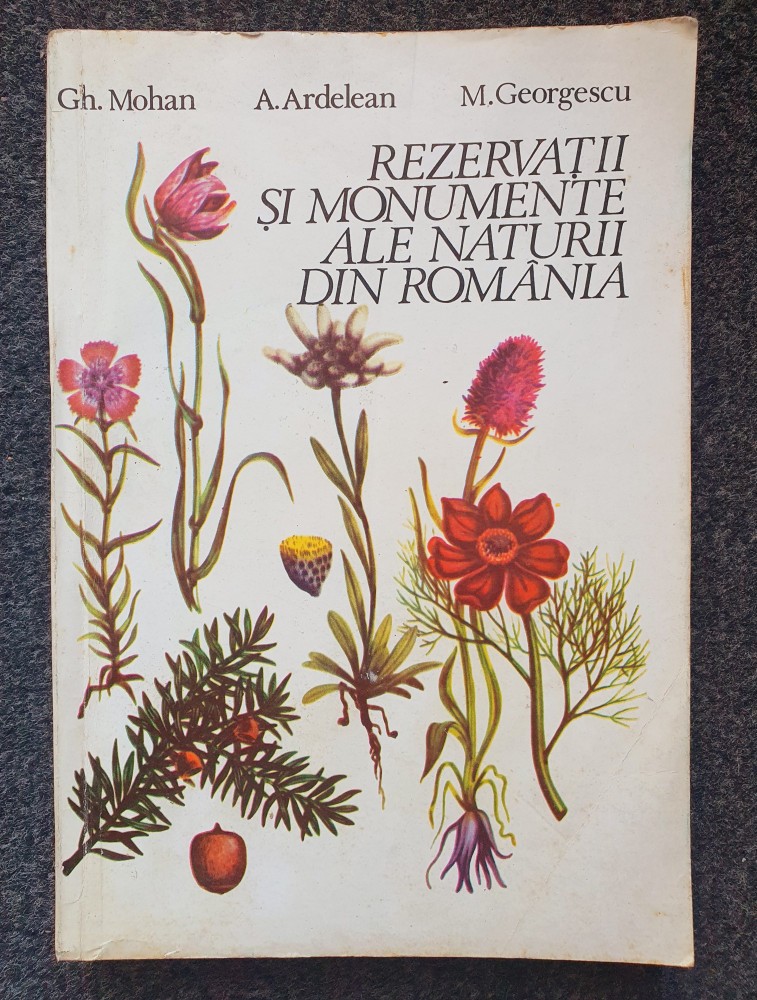 Gh. Mohan A. Ardelean M. Georgescu
REZERVAȚII
ȘI MONUMENTE
ALE NATURII
DIN ROMÂNIA